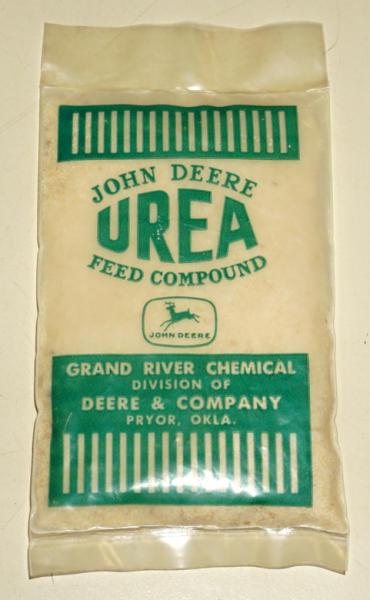 JOHN DEERE
UREA
FEED COMPOUND
JOHN DEERE
GRAND RIVER CHEMICAL
DIVISION OF
DEERE & COMPANY
PRYOR, OKLA.